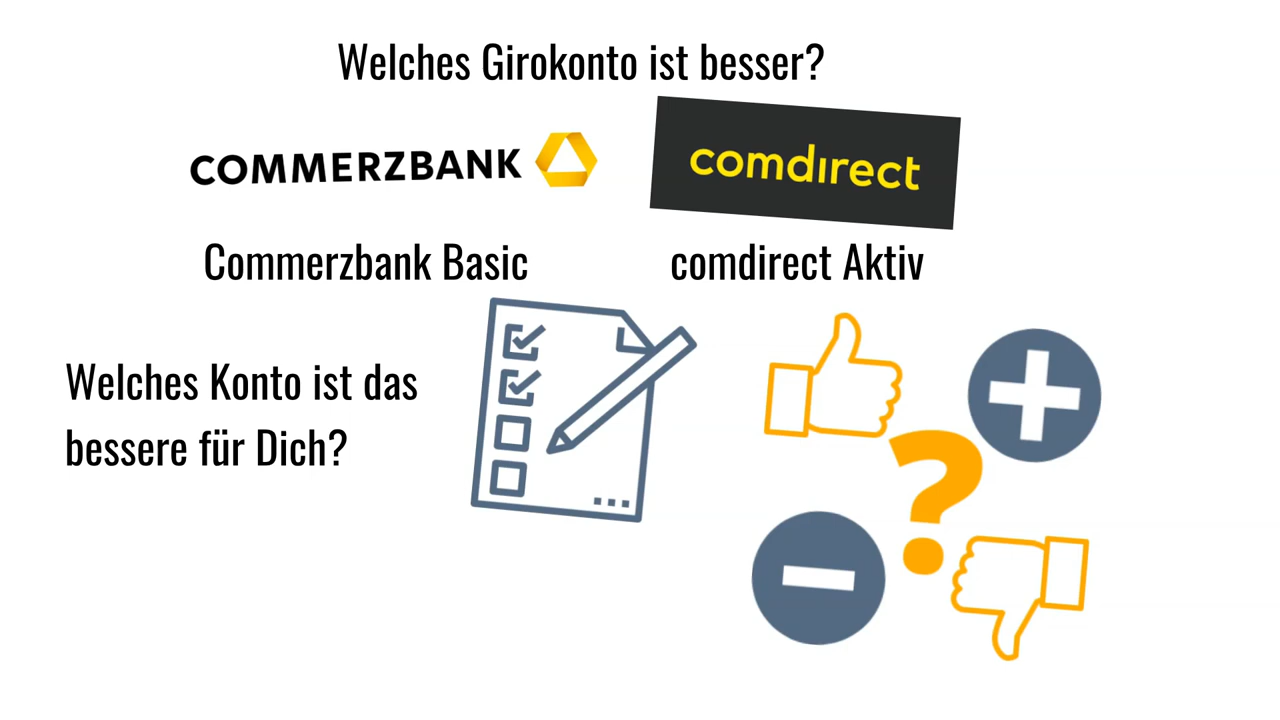 Welches Girokonto ist besser?
COMMERZBANK
comdirect
Commerzbank Basic
comdirect Aktiv
Welches Konto ist das
bessere für Dich?
?